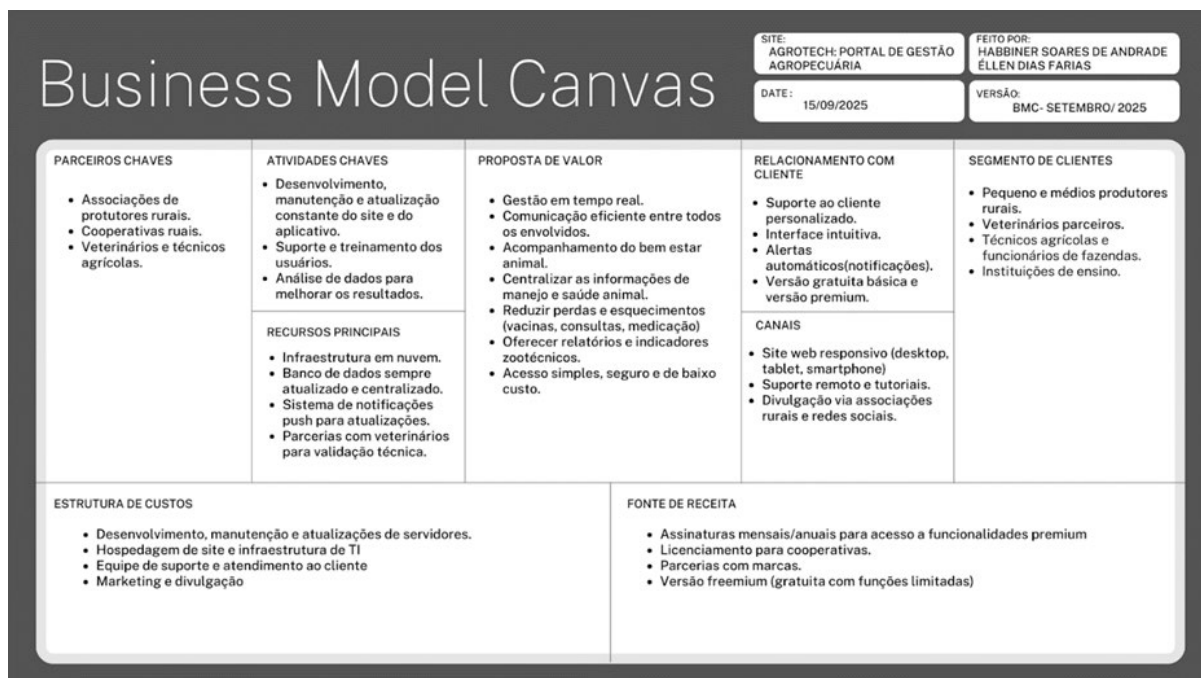 Business Model Canvas
SITE:
AGROTECH: PORTAL DE GESTÃO
AGROPECUÁRIA
FEITO POR:
HABBINER SOARES DE ANDRADE
ÉLLEN DIAS FARIAS
DATE :
15/09/2025
VERSÃO:
BMC- SETEMBRO/ 2025
PARCEIROS CHAVES
• Associações de
protutores rurais.
• Cooperativas ruais.
• Veterinários e técnicos
agrícolas.
ATIVIDADES CHAVES
• Desenvolvimento,
manutenção e atualização
constante do site e do
aplicativo.
• Suporte e treinamento dos
usuários.
• Análise de dados para
melhorar os resultados.
RECURSOS PRINCIPAIS
• Infraestrutura em nuvem.
• Banco de dados sempre
atualizado e centralizado.
• Sistema de notificações
push para atualizações.
• Parcerias com veterinários
para validação técnica.
PROPOSTA DE VALOR
• Gestão em tempo real.
• Comunicação eficiente entre todos
os envolvidos.
• Acompanhamento do bem estar
animal.
• Centralizar as informações de
manejo e saúde animal.
• Reduzir perdas e esquecimentos
(vacinas, consultas, medicação)
• Oferecer relatórios e indicadores
zootécnicos.
• Acesso simples, seguro e de baixo
custo.
RELACIONAMENTO COM
CLIENTE
• Suporte ao cliente
personalizado.
• Interface intuitiva.
• Alertas
automáticos(notificações).
• Versão gratuita básica e
versão premium.
CANAIS
• Site web responsivo (desktop,
tablet, smartphone)
• Suporte remoto e tutoriais.
• Divulgação via associações
rurais e redes sociais.
SEGMENTO DE CLIENTES
• Pequeno e médios produtores
rurais.
• Veterinários parceiros.
• Técnicos agrícolas e
funcionários de fazendas.
• Instituições de ensino.
ESTRUTURA DE CUSTOS
• Desenvolvimento, manutenção e atualizações de servidores.
• Hospedagem de site e infraestrutura de TI
• Equipe de suporte e atendimento ao cliente
• Marketing e divulgação
FONTE DE RECEITA
• Assinaturas mensais/anuais para acesso a funcionalidades premium
• Licenciamento para cooperativas.
• Parcerias com marcas.
• Versão freemium (gratuita com funções limitadas)